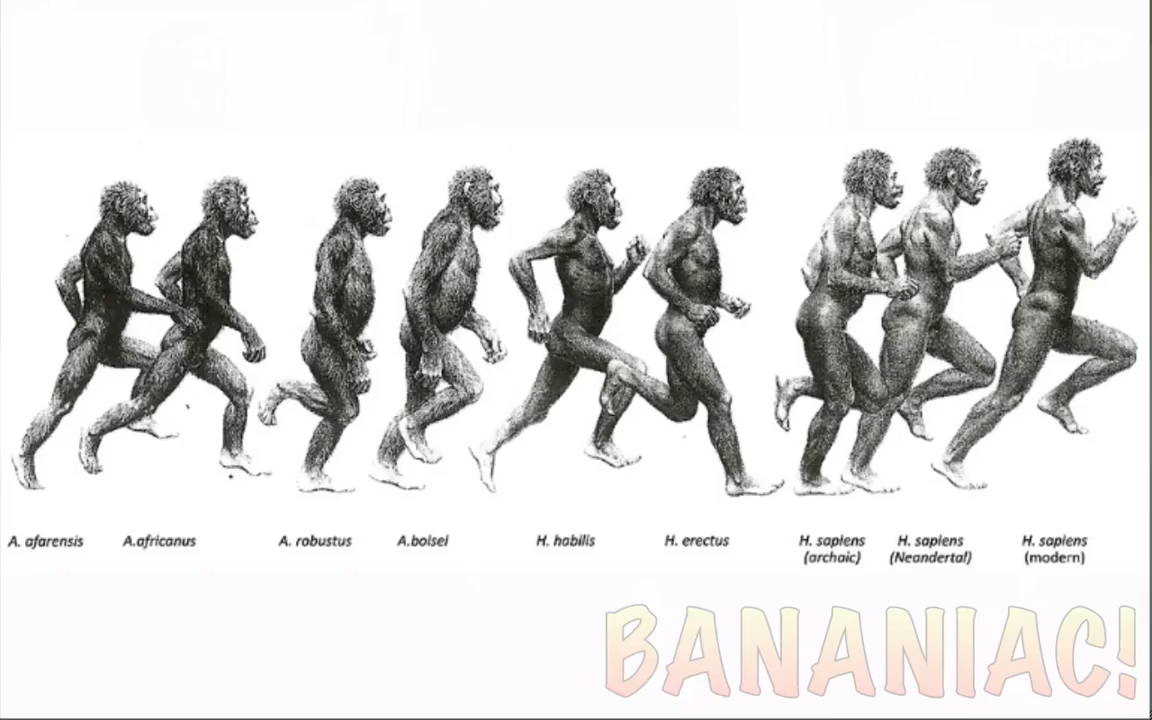 A. afarensis A.africanus A. robustus A.boisei H. habilis H. erectus H. sapiens H. sapiens H. sapiens
(archaic) (Neandertal) (modern)
BANANIAC!